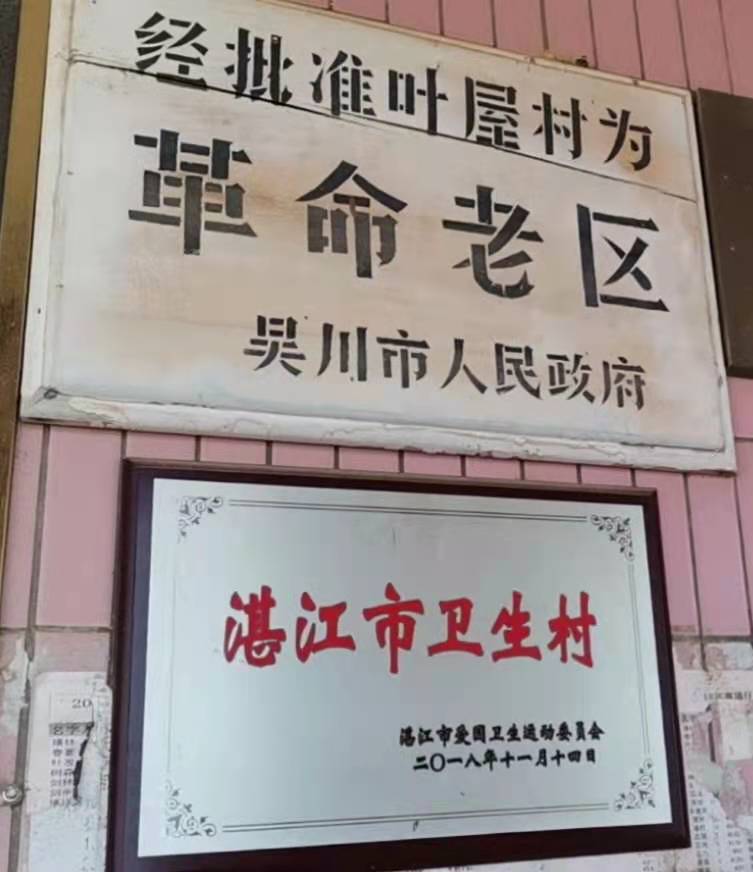 经批准叶屋村为
革命老区
吴川市人民政府
湛江市卫生村
湛江市爱国卫生运动委员会
二〇一八年十一月十四日
20